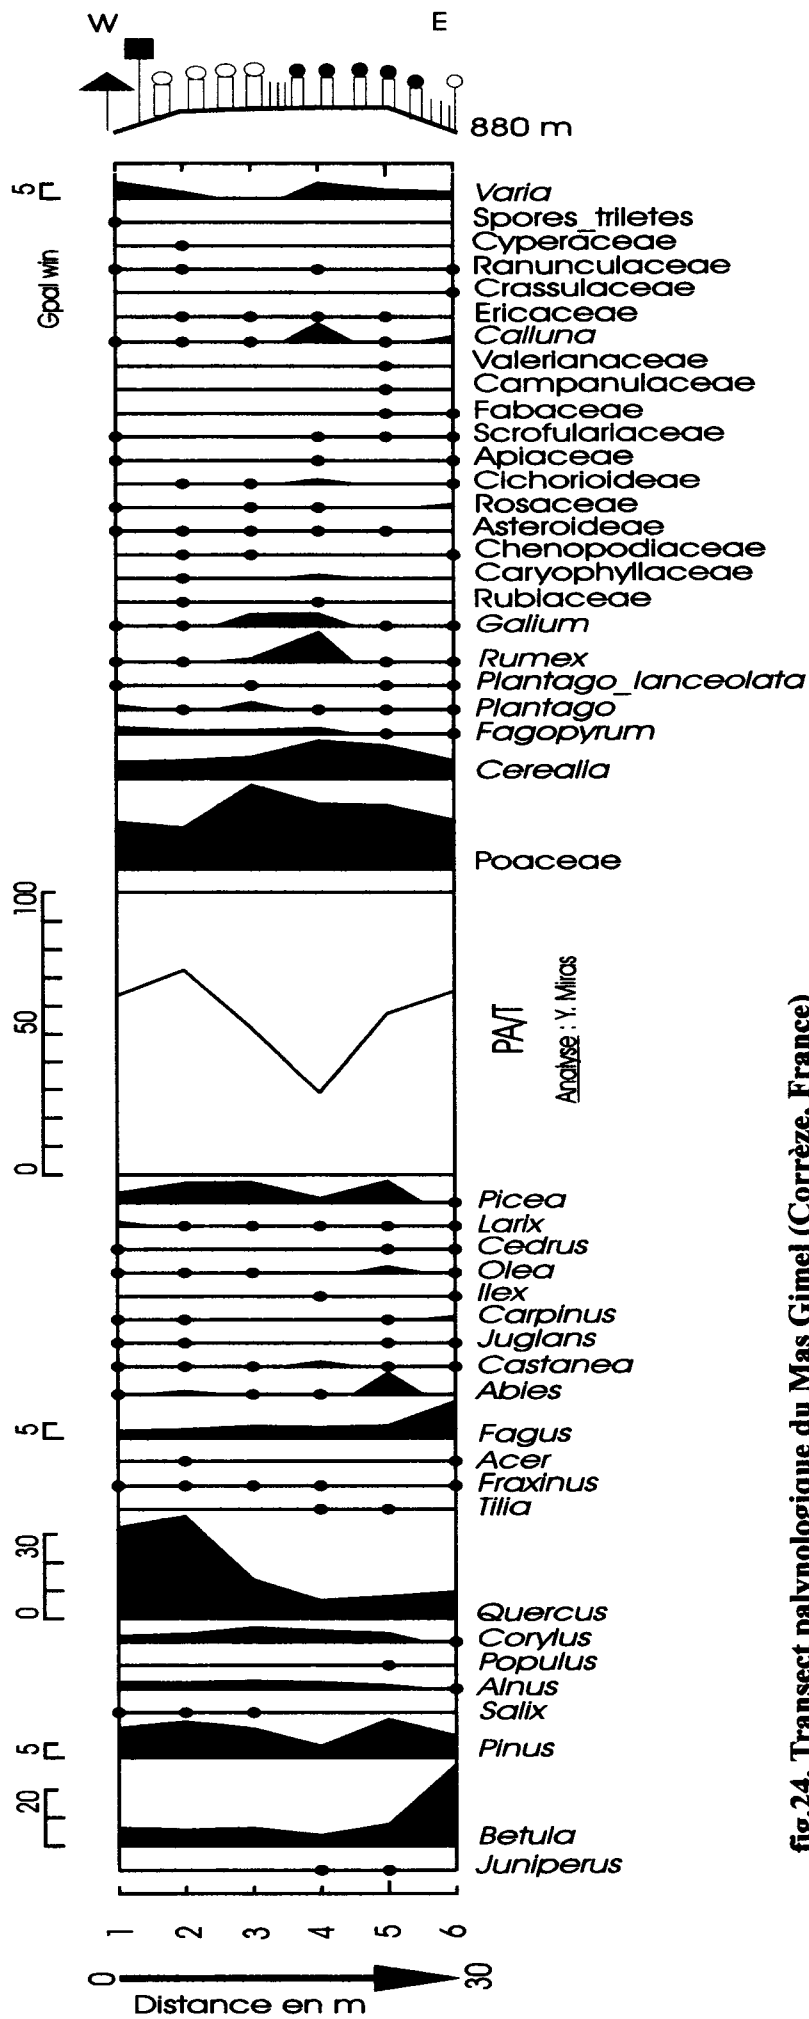 W E
880 m
5
Gpal win
Varia
Spores_triletes
Cyperaceae
Ranunculaceae
Crassulaceae
Ericaceae
Calluna
Valerianaceae
Campanulaceae
Fabaceae
Scrofulariaceae
Apiaceae
Cichorioideae
Rosaceae
Asteroideae
Chenopodiaceae
Caryophyllaceae
Rubiaceae
Galium
Rumex
Plantago_lanceolata
Plantago
Fagopyrum
Cerealia
Poaceae
100
50
0
PA/T
Analyse : Y. Miras
Picea
Larix
Cedrus
Olea
Ilex
Carpinus
Juglans
Castanea
Abies
5
Fagus
Acer
Fraxinus
Tilia
30
0
Quercus
Corylus
Populus
Alnus
Salix
5
Pinus
20
Betula
Juniperus
1 2 3 4 5 6
0 30
Distance en m
fig.24. Transect palynologique du Mas Gimel (Corrèze, France)